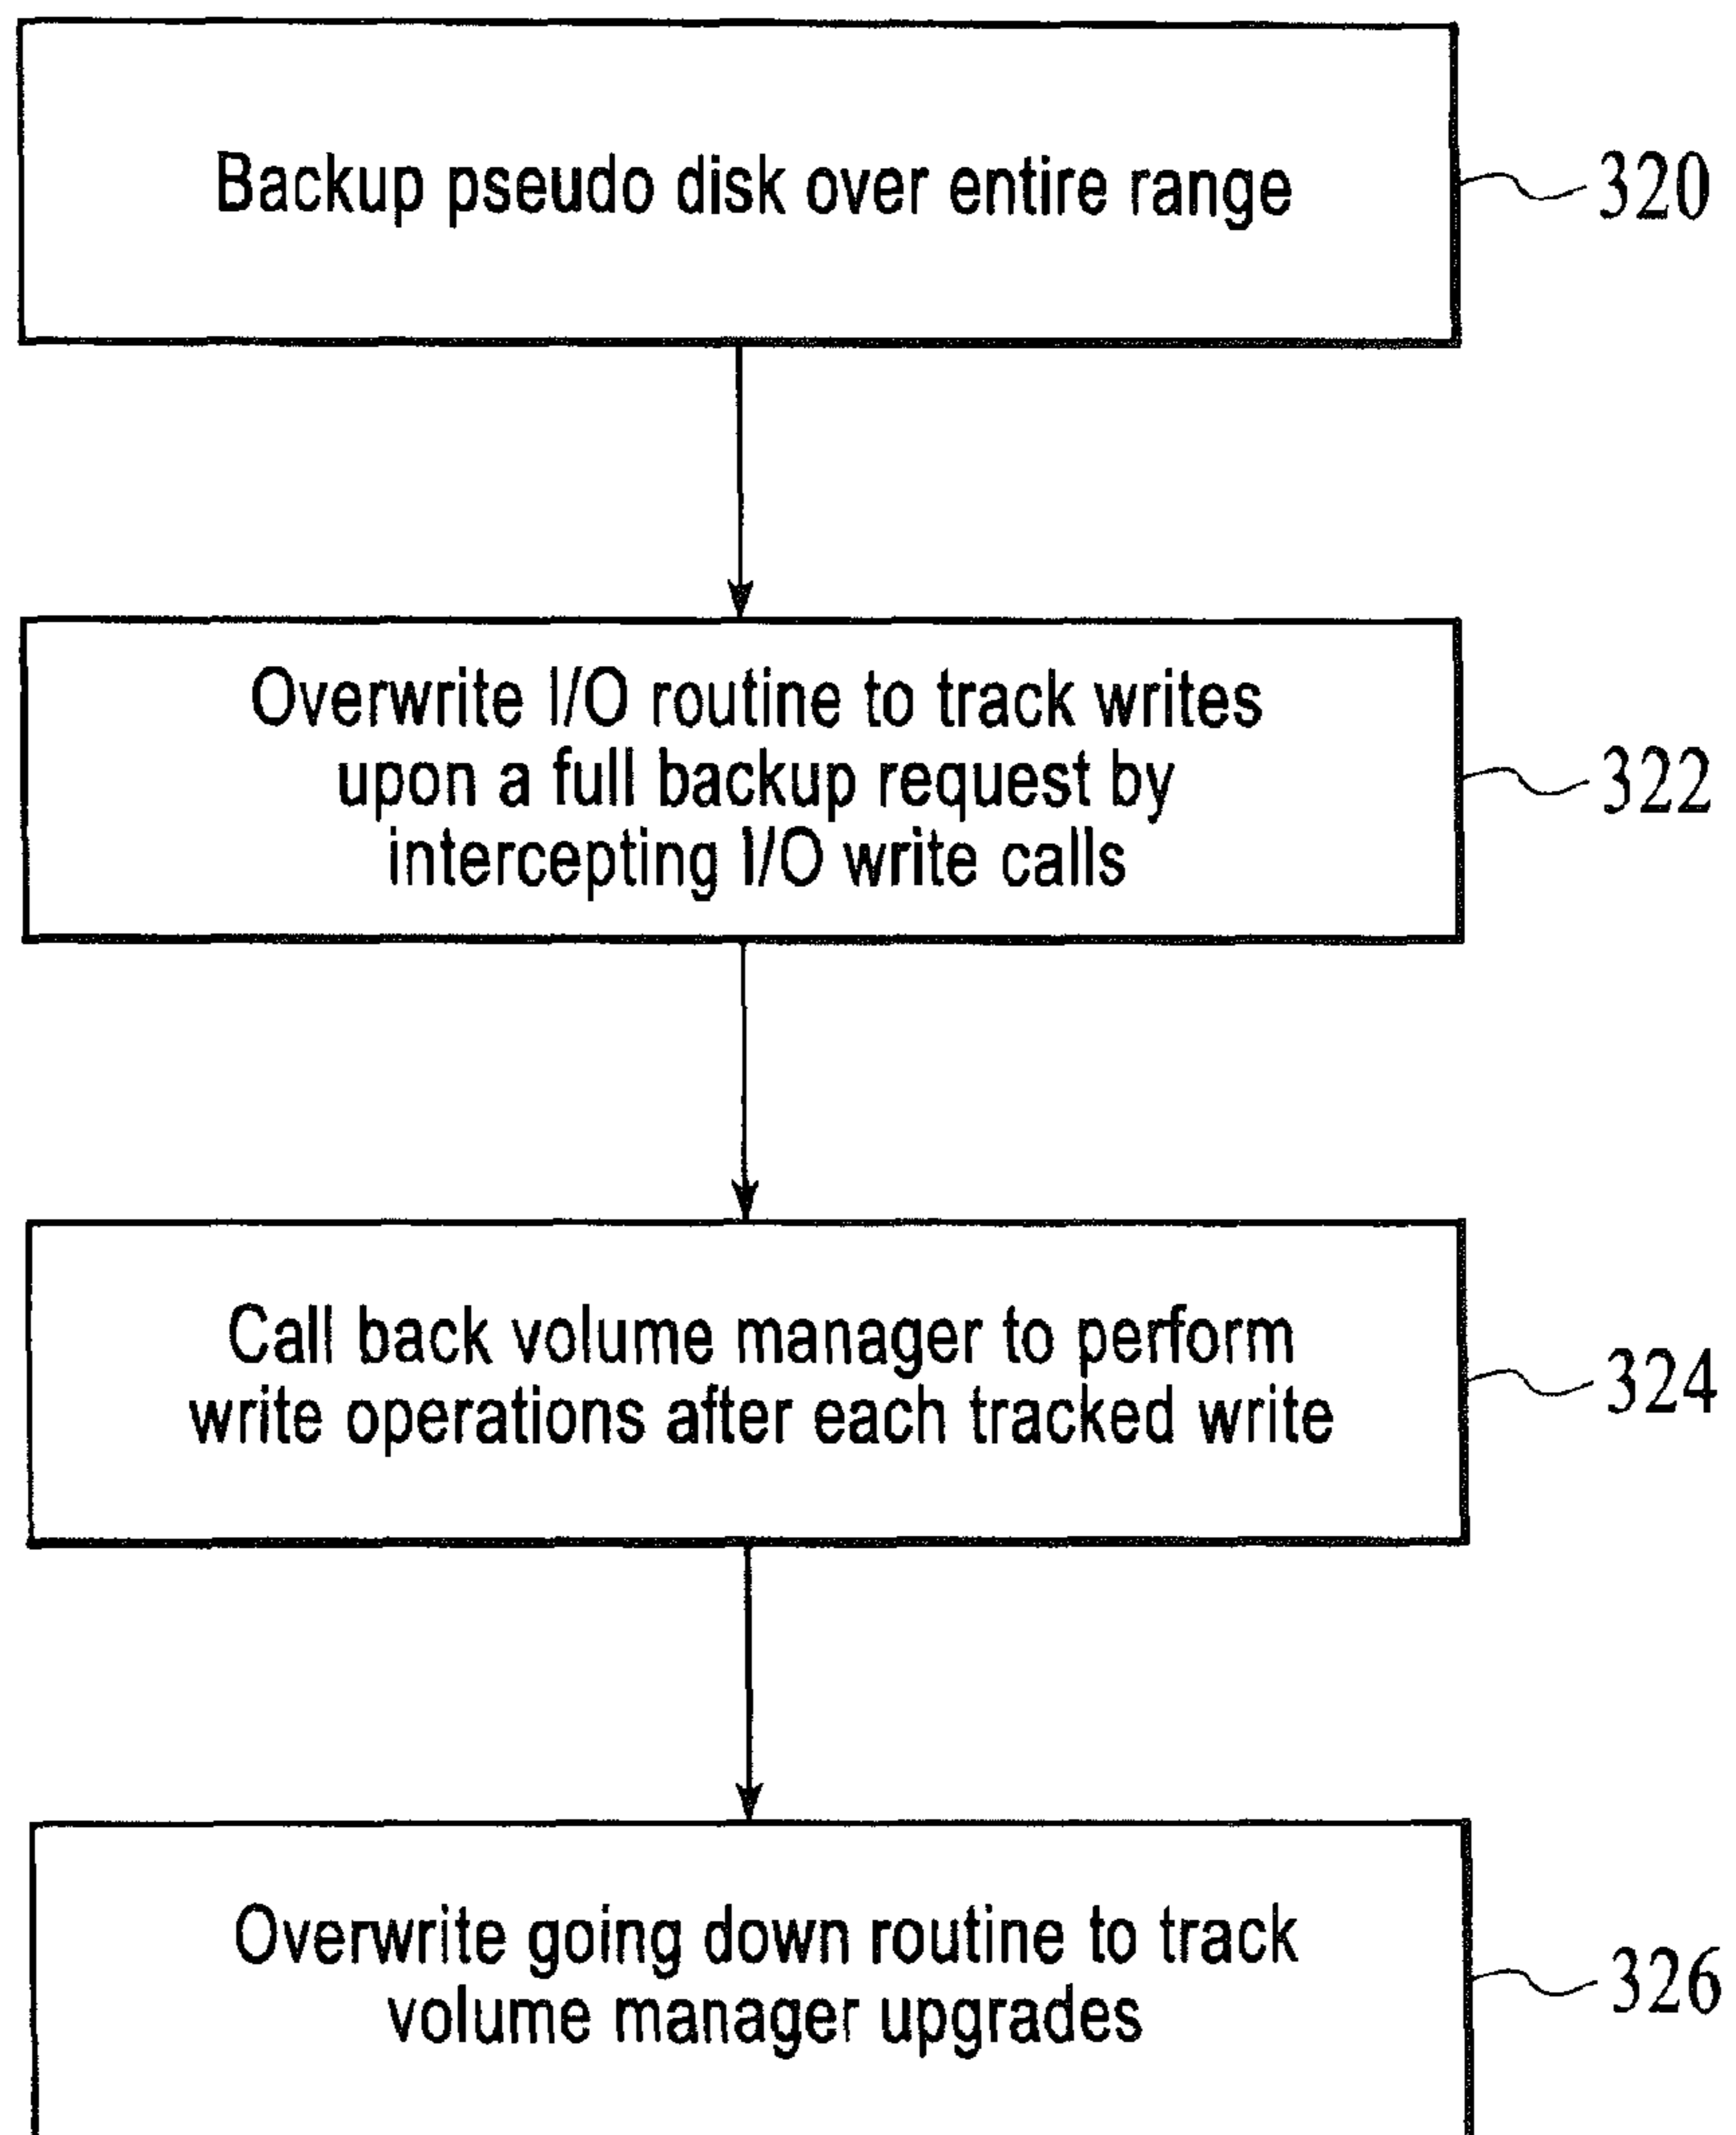 Backup pseudo disk over entire range
320
Overwrite I/O routine to track writes
upon a full backup request by
intercepting I/O write calls
322
Call back volume manager to perform
write operations after each tracked write
324
Overwrite going down routine to track
volume manager upgrades
326